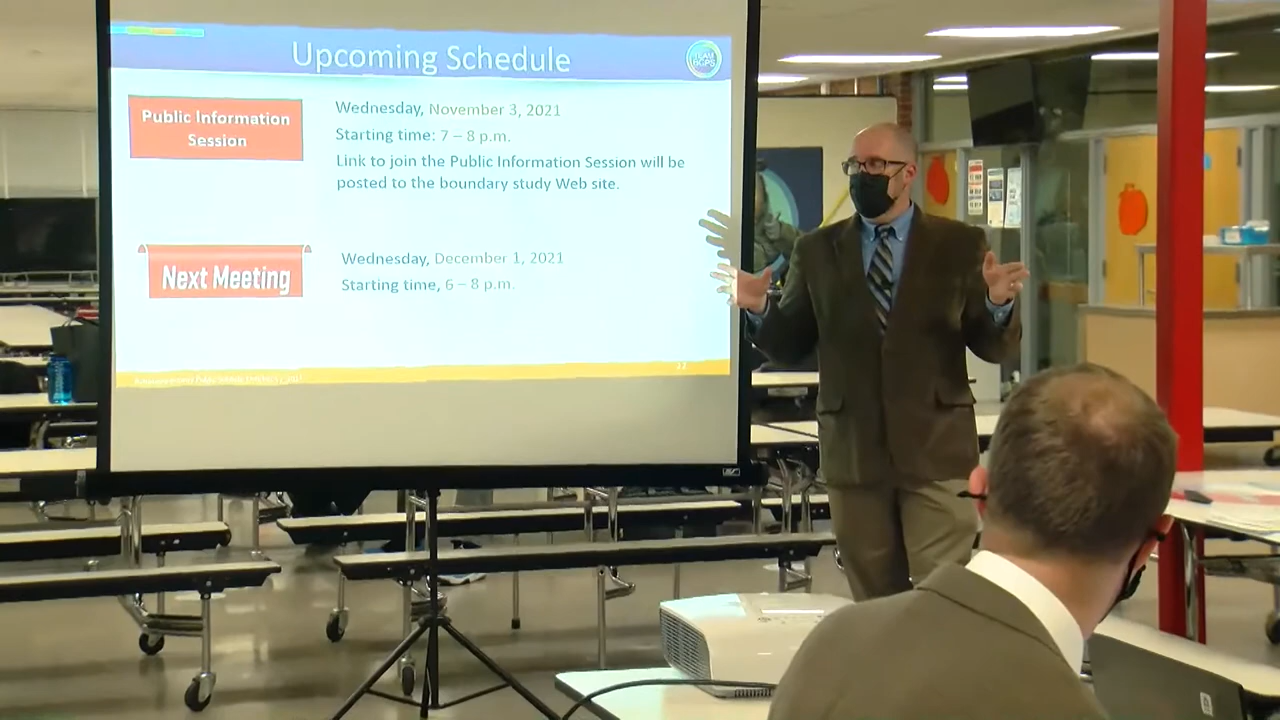 Upcoming Schedule
TEAM
BCPS
Public Information
Session
Wednesday, November 3, 2021
Starting time: 7 – 8 p.m.
Link to join the Public Information Session will be
posted to the boundary study Web site.
Next Meeting
Wednesday, December 1, 2021
Starting time, 6 – 8 p.m.